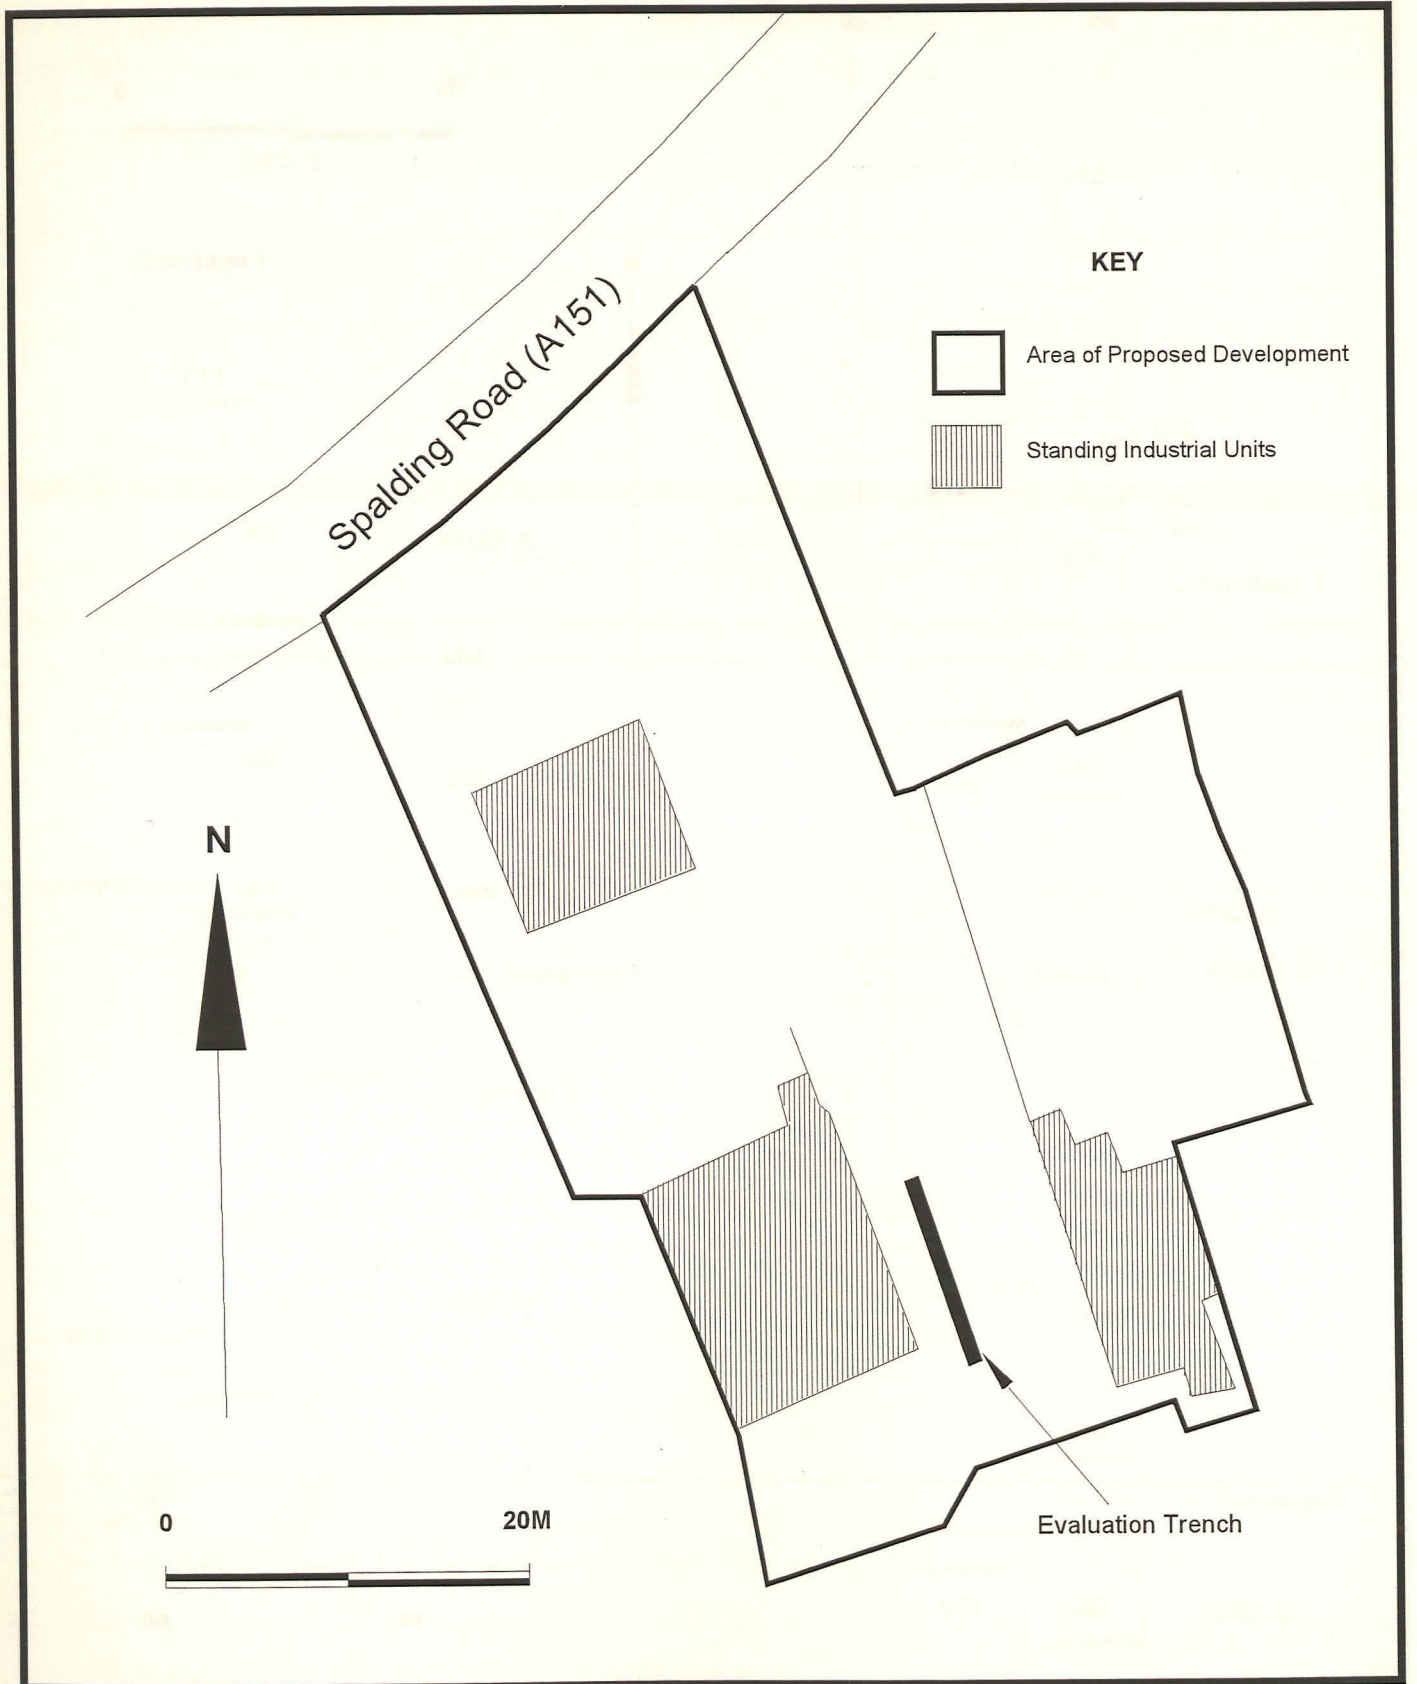 Spalding Road (A151)
KEY
Area of Proposed Development
Standing Industrial Units
N
0 20M
Evaluation Trench